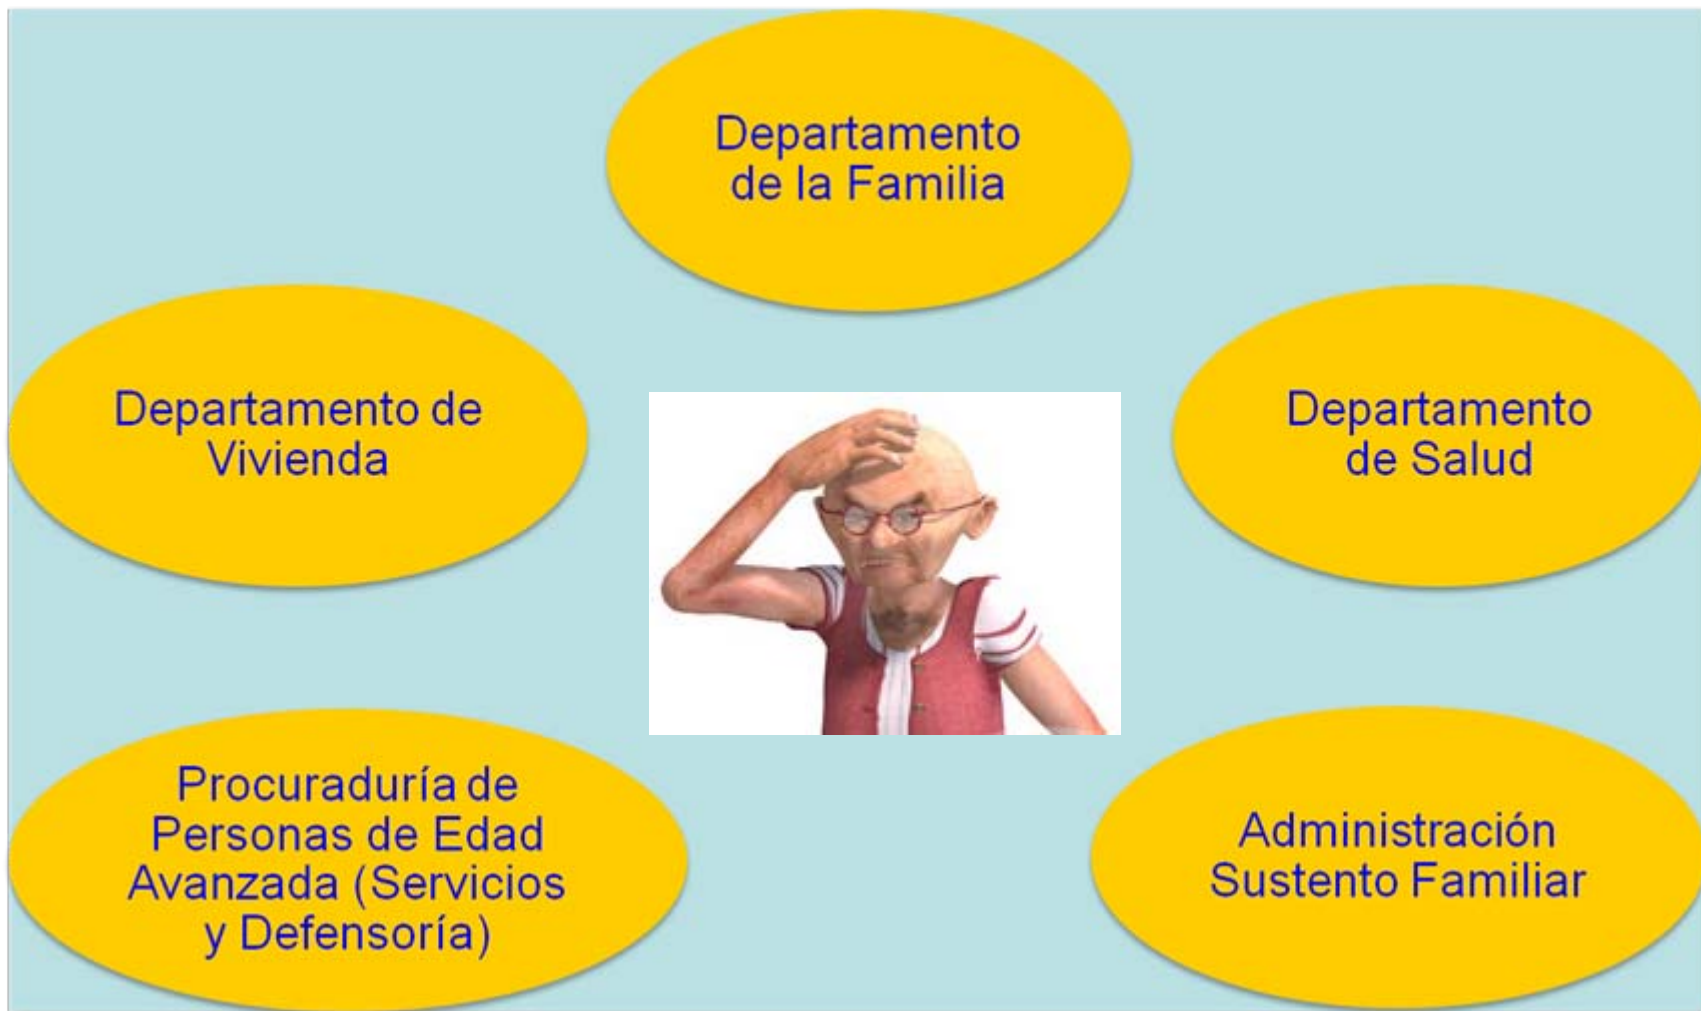 Departamento
de la Familia
Departamento de
Vivienda
Departamento
de Salud
Procuraduría de
Personas de Edad
Avanzada (Servicios
y Defensoría)
Administración
Sustento Familiar